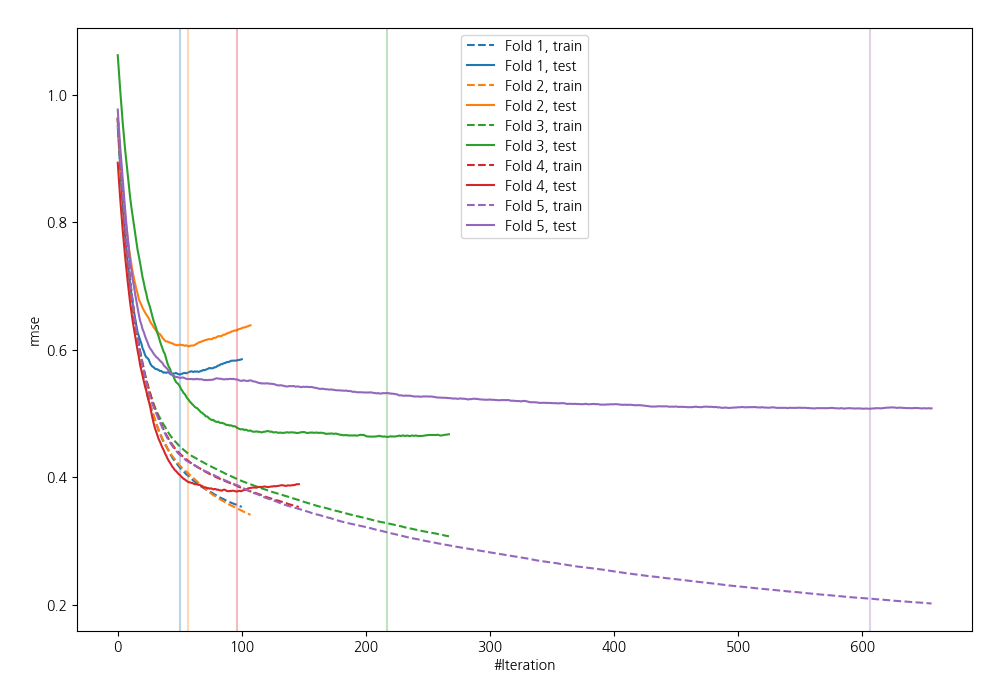 Fold 1, train
Fold 1, test
Fold 2, train
Fold 2, test
Fold 3, train
Fold 3, test
Fold 4, train
Fold 4, test
Fold 5, train
Fold 5, test
1.0
0.8
0.6
0.4
0.2
rmse
0 100 200 300 400 500 600
#Iteration